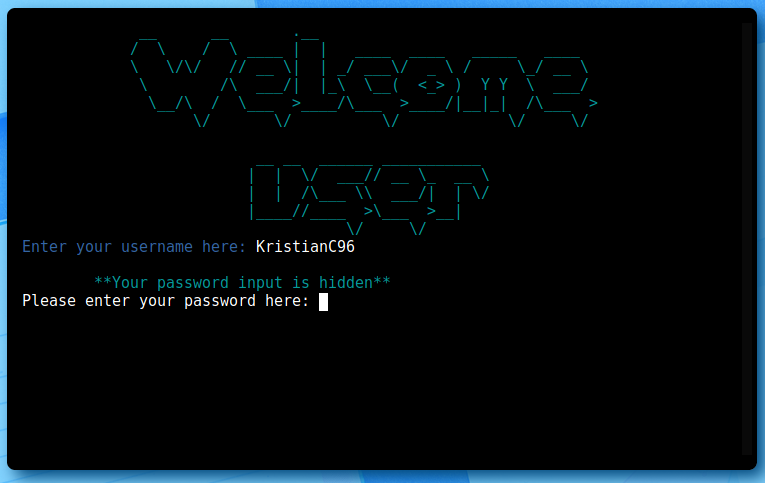 Welcome
user
Enter your username here: KristianC96
**Your password input is hidden**
Please enter your password here: